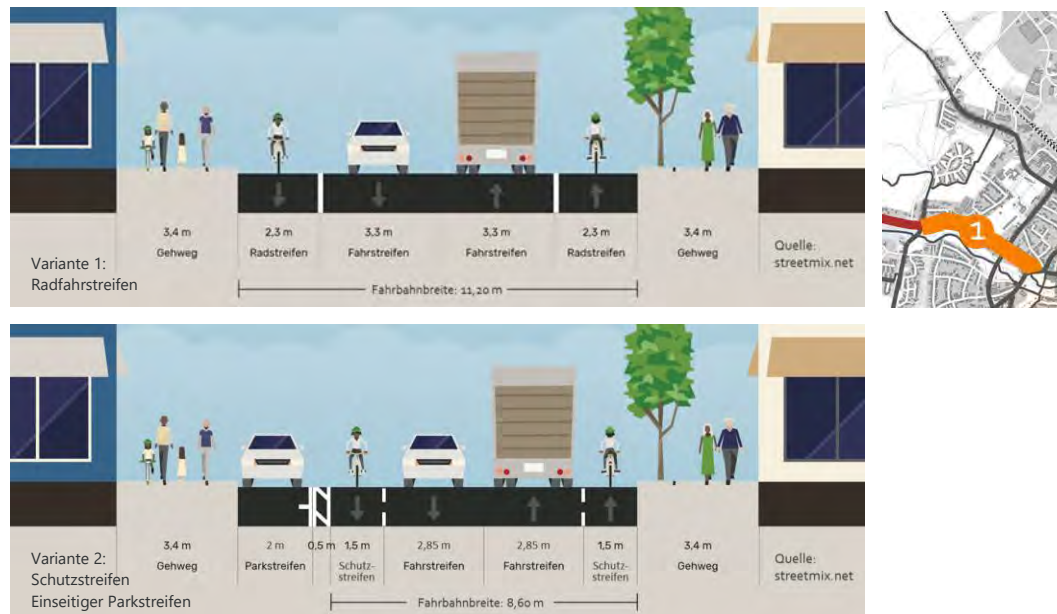 3,4 m
Gehweg
2,3 m
Radstreifen
3,3 m
Fahrstreifen
3,3 m
Fahrstreifen
2,3 m
Radstreifen
3,4 m
Gehweg
Variante 1:
Radfahrstreifen
Quelle:
streetmix.net
Fahrbahnbreite: 11,20 m
1
3,4 m
Gehweg
2 m
Parkstreifen
0,5 m
1,5 m
Schutz-
streifen
2,85 m
Fahrstreifen
2,85 m
Fahrstreifen
1,5 m
Schutz-
streifen
3,4 m
Gehweg
Variante 2:
Schutzstreifen
Einseitiger Parkstreifen
Quelle:
streetmix.net
Fahrbahnbreite: 8,60 m